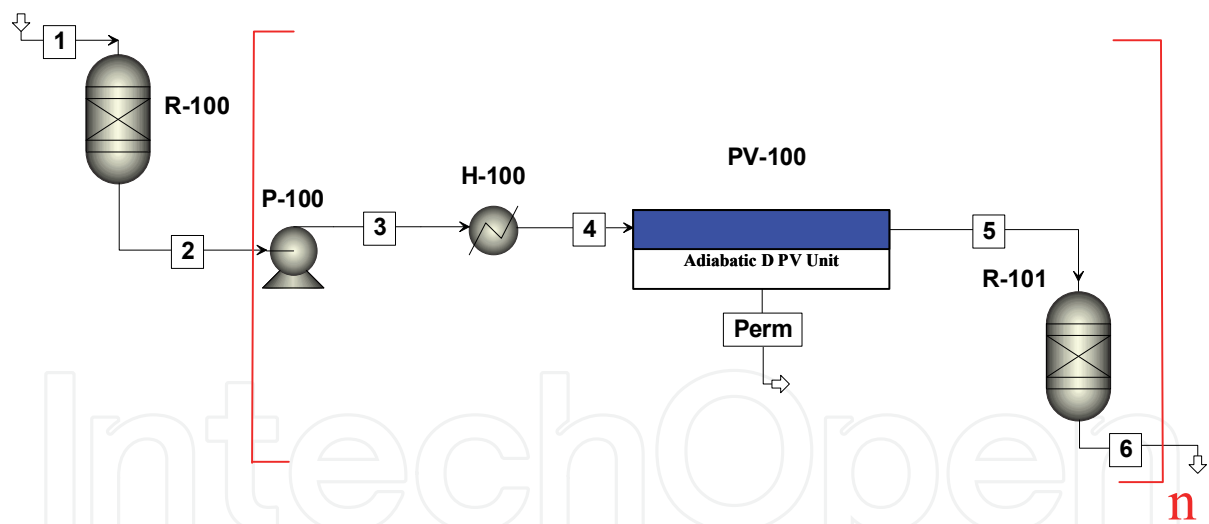 1
R-100
PV-100
H-100
P-100
2
3
4
Adiabatic D PV Unit
5
R-101
Perm
6
IntechOpen
n